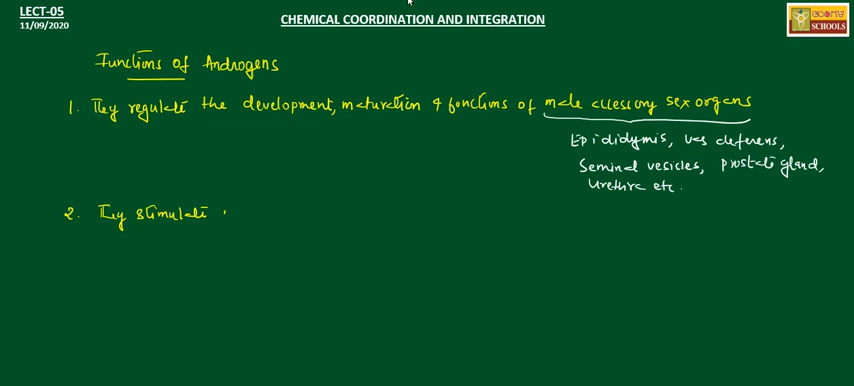 LECT-05
11/09/2020
CHEMICAL COORDINATION AND INTEGRATION
SCHOOLS
Functions of Androgens
1. They regulate the development, maturation & functions of male accessory sex organs
Epididymis, vas deferens,
Seminal vesicles, prostate gland,
Urethra etc.
2. They stimulate